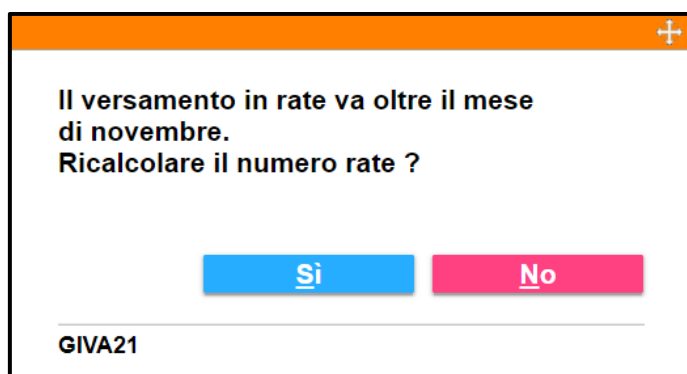 Il versamento in rate va oltre il mese
di novembre.
Ricalcolare il numero rate ?
Sì
No
GIVA21